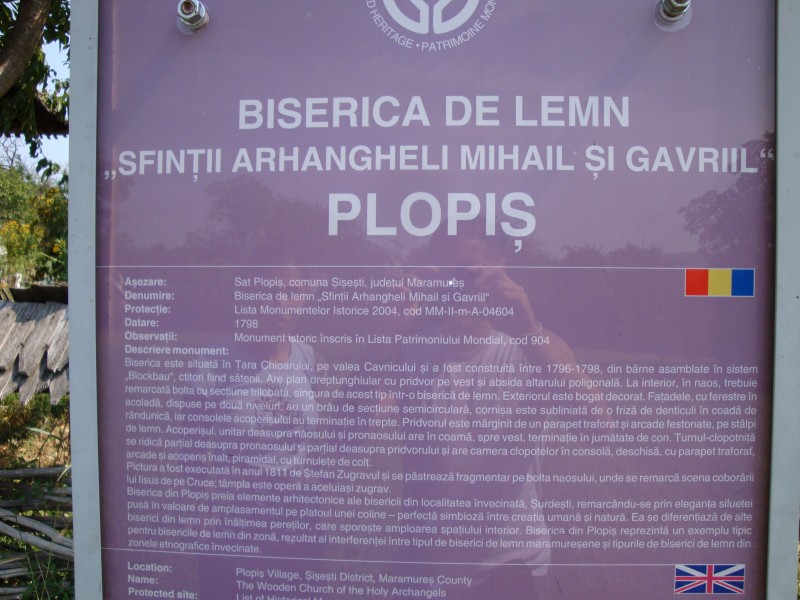 D HERITAGE • PATRIMOINE MON
BISERICA DE LEMN
„SFINȚII ARHANGHELI MIHAIL ȘI GAVRIIL“
PLOPIȘ
Așezare: Sat Plopiș, comuna Șisești, județul Maramureș
Denumire: Biserica de lemn „Sfinții Arhangheli Mihail și Gavriil“
Protecție: Lista Monumentelor Istorice 2004, cod MM-II-m-A-04604
Datare: 1798
Observații: Monument istoric înscris în Lista Patrimoniului Mondial, cod 904
Descriere monument:
Biserica este situată în Țara Chioarului, pe valea Cavnicului și a fost construită între 1796-1798, din bârne asamblate în sistem
„Blockbau“, ctitori fiind sătenii. Are plan dreptunghiular cu pridvor pe vest și absida altarului poligonală. La interior, în naos, trebuie
remarcată bolta cu secțiune trilobată, singura de acest tip într-o biserică de lemn. Exteriorul este bogat decorat. Fațadele, cu ferestre în
acoladă, dispuse pe două niveluri, au un brâu de secțiune semicirculară, cornișa este subliniată de o friză de denticuli în coadă de
rândunică, iar consolele acoperișului au terminație în trepte. Pridvorul este mărginit de un parapet traforat și arcade festonate, pe stâlpi
de lemn. Acoperișul, unitar deasupra naosului și pronaosului are în coamă, spre vest, terminație în jumătate de con. Turnul-clopotniță
se ridică parțial deasupra pronaosului și parțial deasupra pridvorului și are camera clopotelor în consolă, deschisă, cu parapet traforaf,
arcade și acoperiș înalt, piramidal, cu turnulețe de colț.
Pictura a fost executată în anul 1811 de Ștefan Zugravul și se păstrează fragmentar pe bolta naosului, unde se remarcă scena coborârii
lui Iisus de pe Cruce; tâmpla este operă a aceluiași zugrav.
Biserica din Plopiș preia elemente arhitectonice ale bisericii din localitatea învecinată, Șurdești, remarcându-se prin eleganța siluetei
pusă în valoare de amplasamentul pe platoul unei coline – perfectă simbioză între creația umană și natură. Ea se diferențiază de alte
biserici din lemn prin înălțimea pereților, care sporește amploarea spațiului interior. Biserica din Plopiș reprezintă un exemplu tipic
pentru bisericile de lemn din zonă, rezultat al interferenței între tipul de biserici de lemn maramureșene și tipurile de biserici de lemn din
zonele etnografice învecinate.
Location: Plopiș Village, Șișești District, Maramureș County
Name: The Wooden Church of the Holy Archangels
Protected site: List of Historical